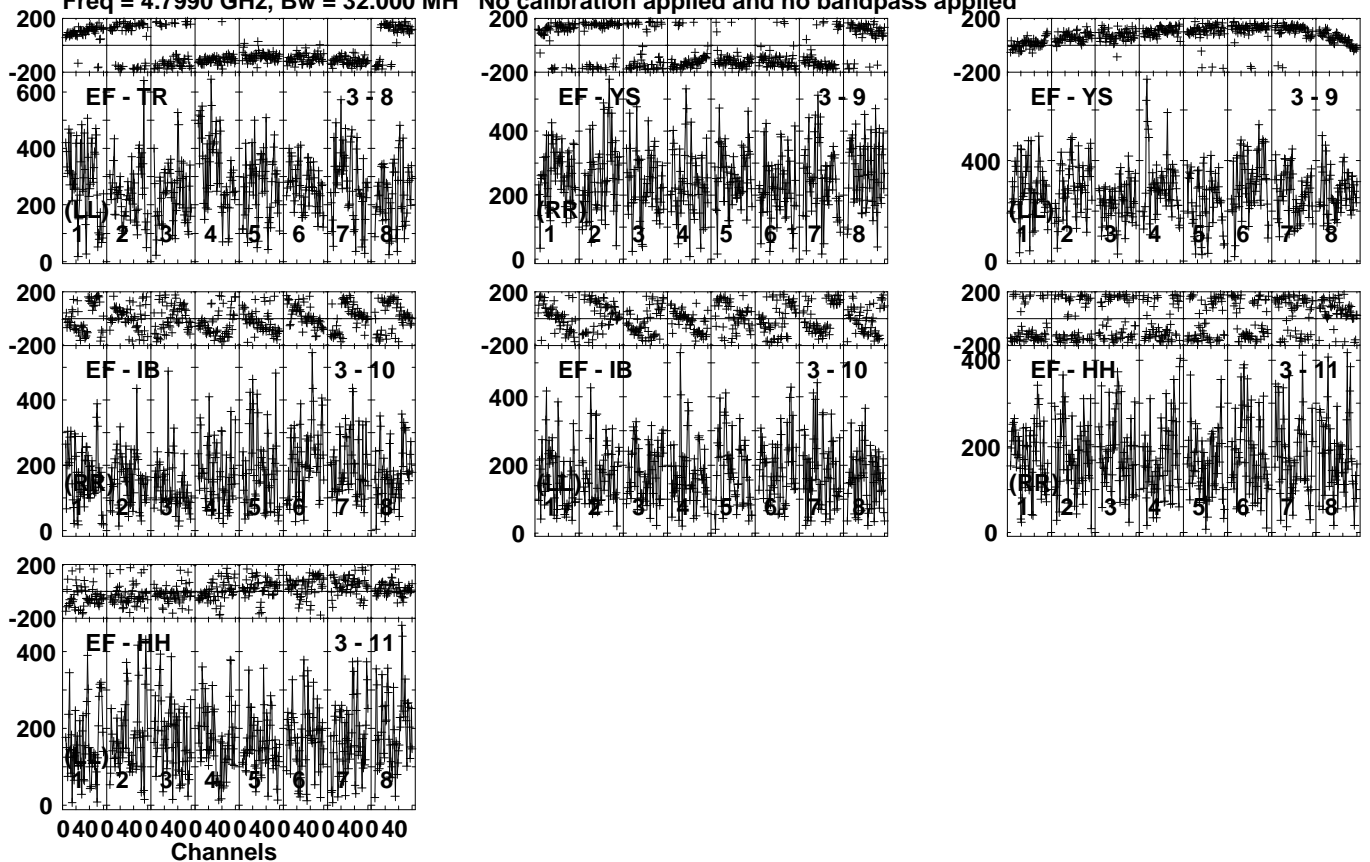 Freq = 4.7990 GHz, Bw = 32.000 MH No calibration applied and no bandpass applied
200
-200
600
400
200
0
EF - TR 3 - 8
(LL)
1 2 3 4 5 6 7 8
200
-200
400
200
0
EF - YS 3 - 9
(RR)
1 2 3 4 5 6 7 8
200
-200
400
0
EF - YS 3 - 9
(LL)
1 2 3 4 5 6 7 8
200
-200
400
200
0
EF - IB 3 - 10
(RR)
1 2 3 4 5 6 7 8
200
-200
400
200
0
EF - IB 3 - 10
(LL)
1 2 3 4 5 6 7 8
200
-200
400
200
0
EF - HH 3 - 11
(RR)
1 2 3 4 5 6 7 8
200
-200
400
200
0
EF - HH 3 - 11
(LL)
1 2 3 4 5 6 7 8
0 40 0 40 0 40 0 40 0 40 0 40 0 40 0 40
Channels